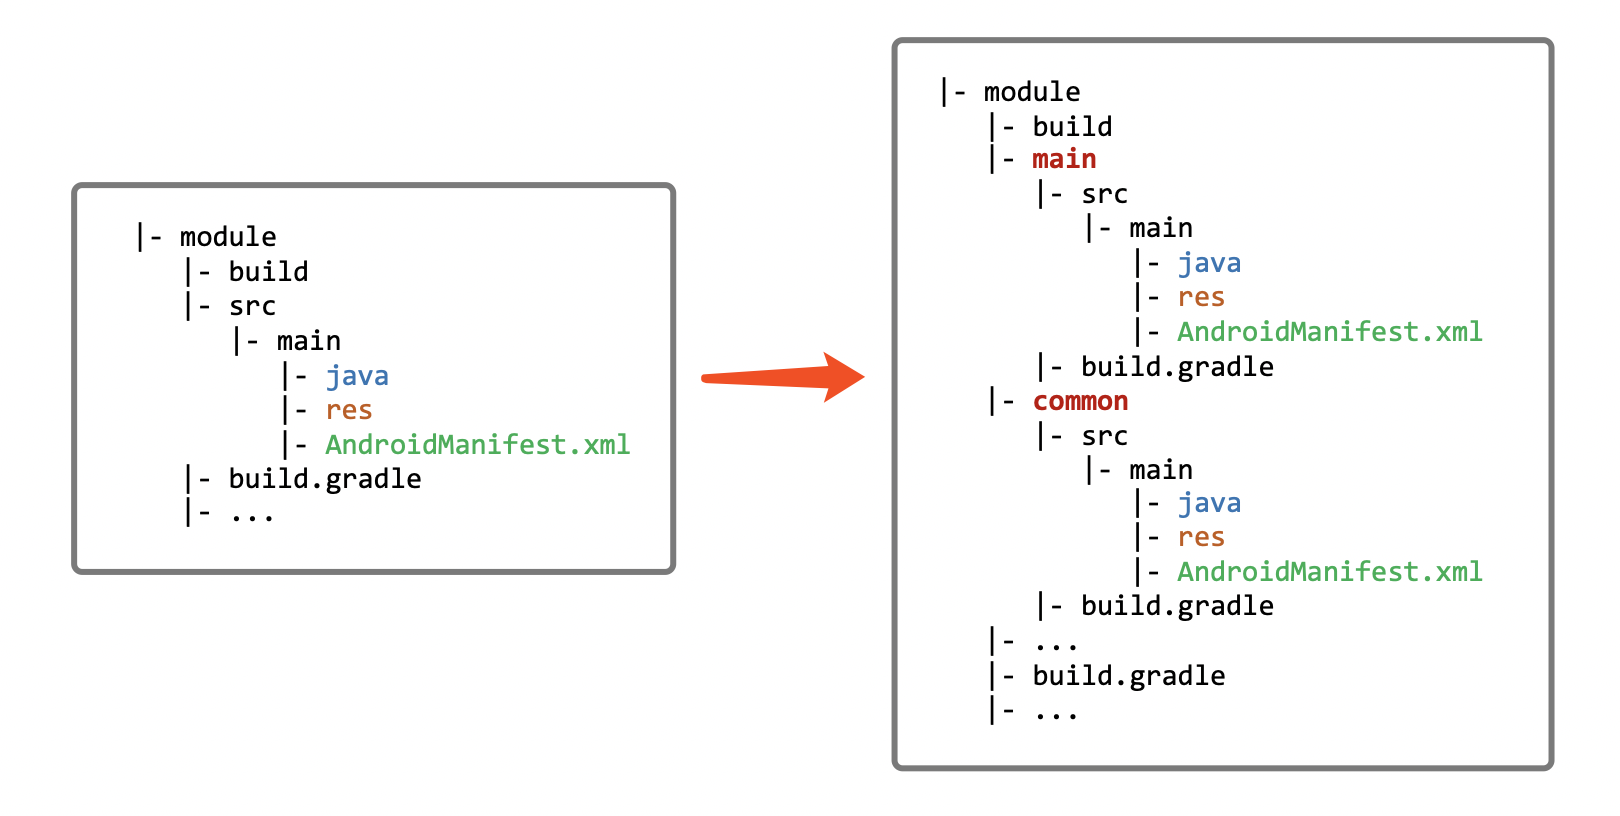 |- module
   |- build
   |- src
      |- main
         |- java
         |- res
         |- AndroidManifest.xml
   |- build.gradle
   |- ...
|- module
   |- build
   |- main
      |- src
         |- main
            |- java
            |- res
            |- AndroidManifest.xml
      |- build.gradle
   |- common
      |- src
         |- main
            |- java
            |- res
            |- AndroidManifest.xml
      |- build.gradle
   |- ...
   |- build.gradle
   |- ...